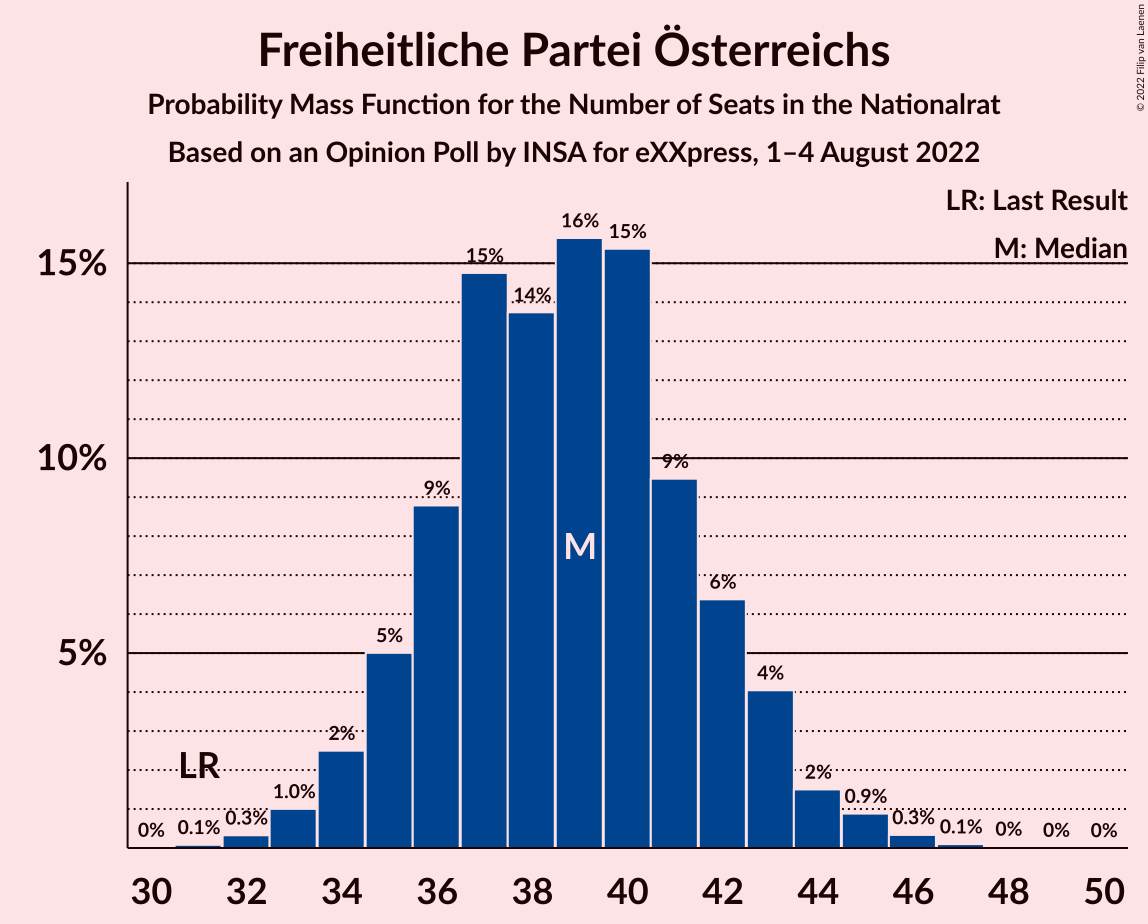 Freiheitliche Partei Österreichs
Probability Mass Function for the Number of Seats in the Nationalrat
Based on an Opinion Poll by INSA for eXXpress, 1–4 August 2022
© 2022 Filip van Laenen
LR: Last Result
M: Median
15%
10%
5%
0%
0.1%
0.3%
1.0%
2%
5%
9%
15%
14%
16%
15%
9%
6%
4%
2%
0.9%
0.3%
0.1%
0%
0%
0%
LR
M
30 32 34 36 38 40 42 44 46 48 50